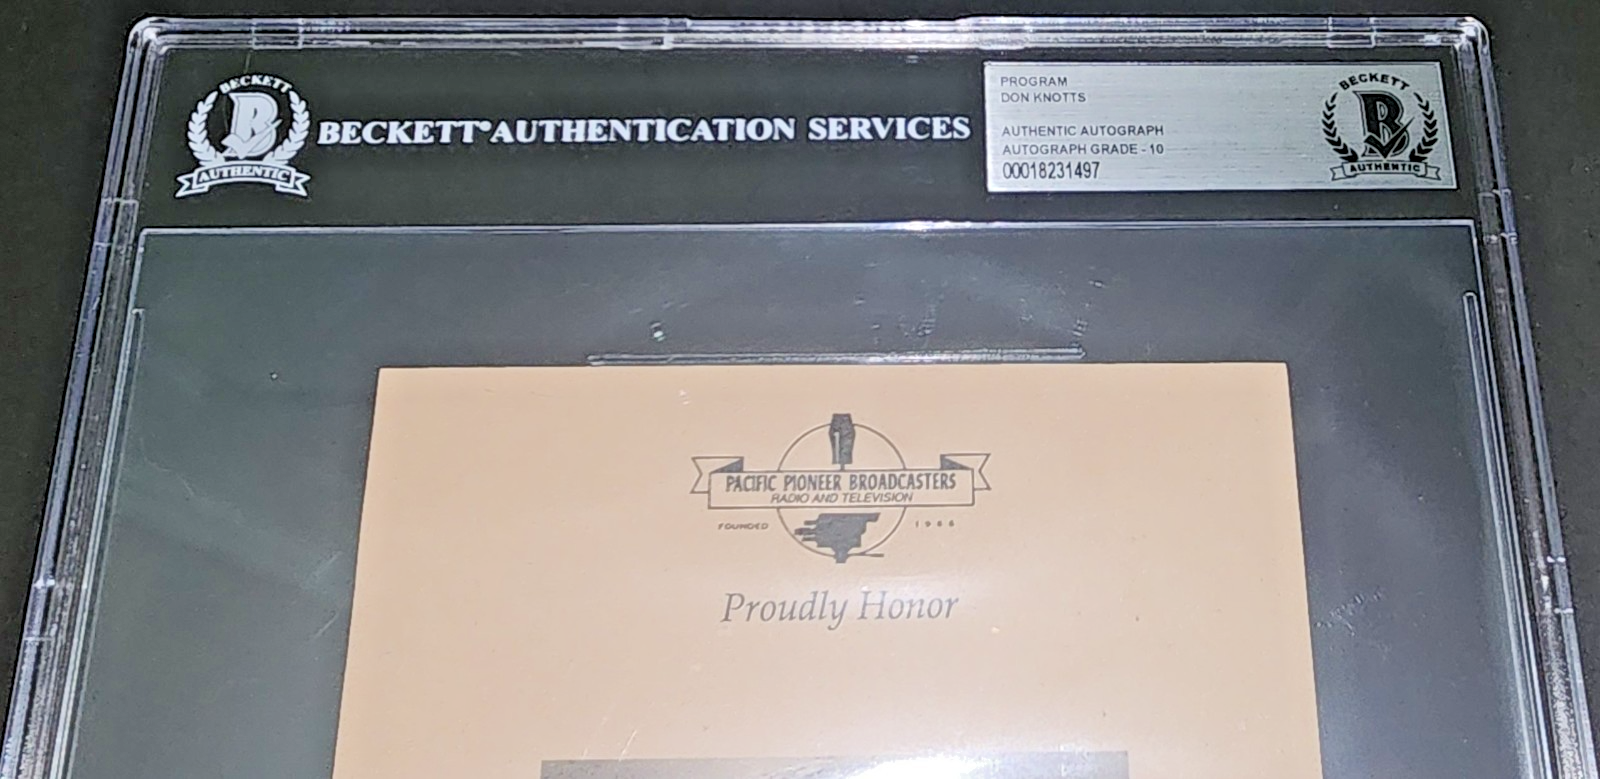 BECKETT
B
AUTHENTIC
BECKETT® AUTHENTICATION SERVICES
PROGRAM
DON KNOTTS
AUTHENTIC AUTOGRAPH
AUTOGRAPH GRADE - 10
00018231497
BECKETT
B
AUTHENTIC
PACIFIC PIONEER BROADCASTERS
RADIO AND TELEVISION
FOUNDED 1966
Proudly Honor